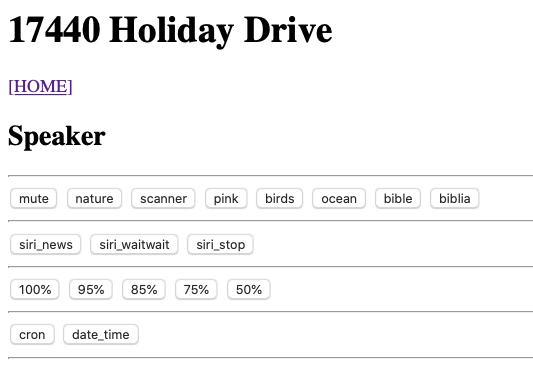 17440 Holiday Drive
[HOME]
Speaker
mute nature scanner pink birds ocean bible biblia
siri_news siri_waitwait siri_stop
100% 95% 85% 75% 50%
cron date_time